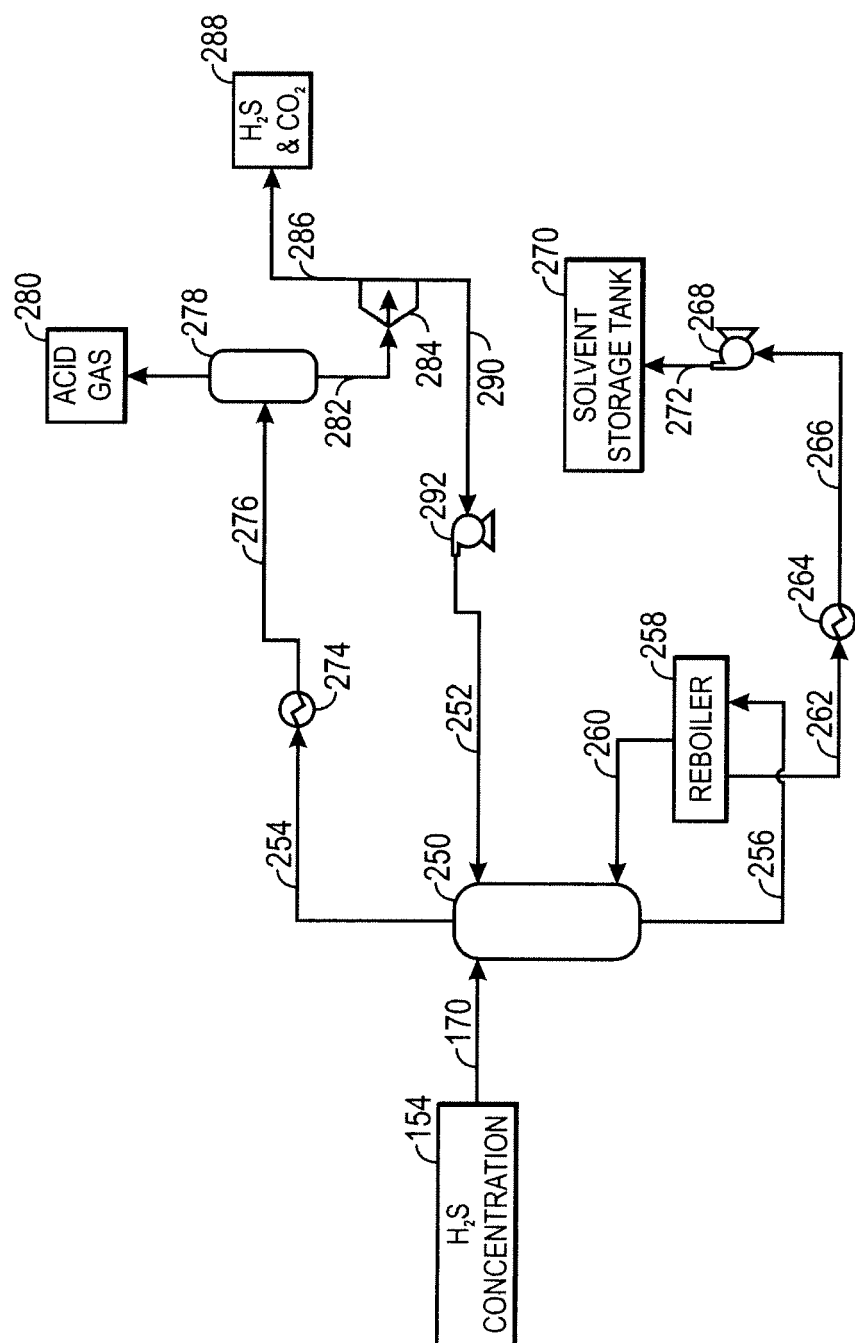 280
ACID
GAS
278
282
276
274
254
288
H₂S
& CO₂
286
284
290
292
252
154
H₂S
CONCENTRATION
170
250
260
258
REBOILER
256
262
264
266
270
SOLVENT
STORAGE TANK
272
268